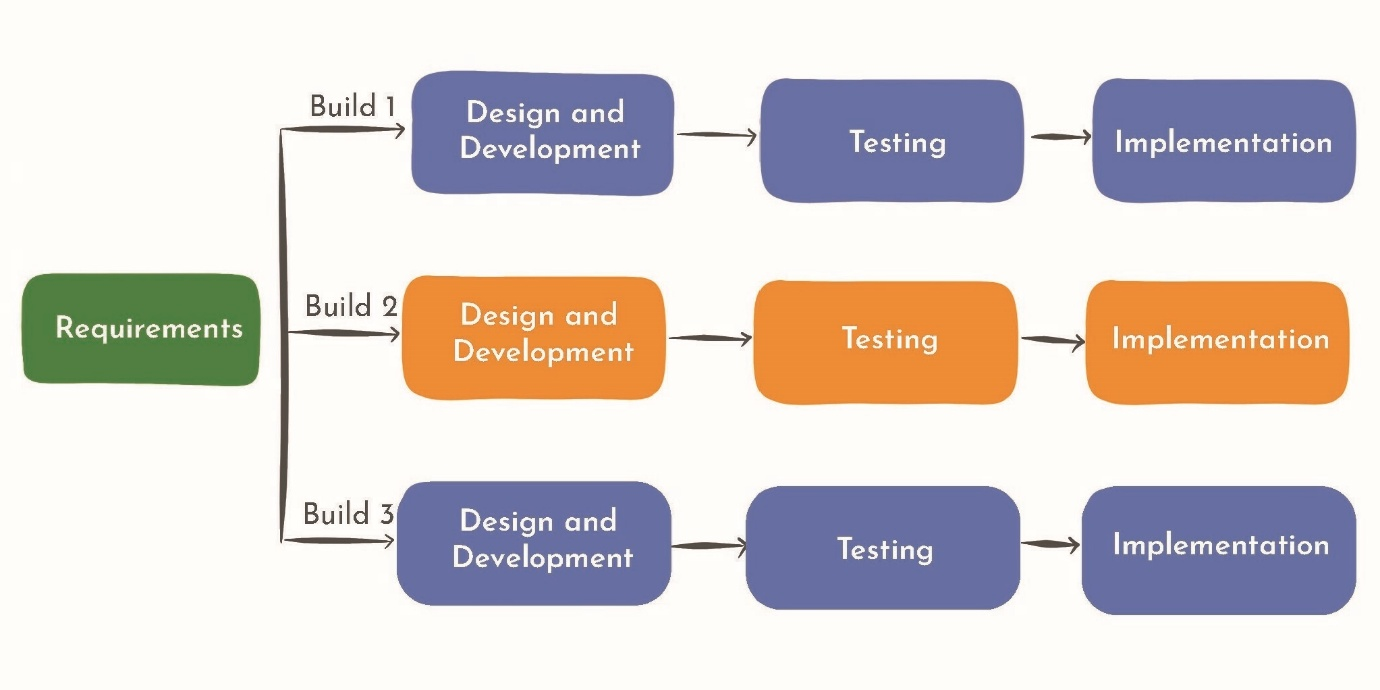 Build 1
Design and
Development
Testing
Implementation
Requirements
Build 2
Design and
Development
Testing
Implementation
Build 3
Design and
Development
Testing
Implementation